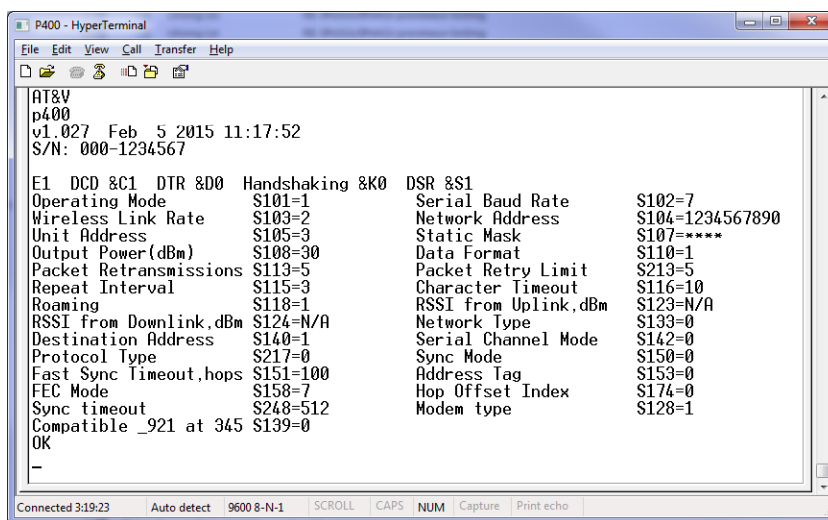 P400 - HyperTerminal
File Edit View Call Transfer Help
AT&V
p400
v1.027 Feb 5 2015 11:17:52
S/N: 000-1234567
E1 DCD &C1 DTR &D0 Handshaking &K0 DSR &S1
Operating Mode S101=1 Serial Baud Rate S102=7
Wireless Link Rate S103=2 Network Address S104=1234567890
Unit Address S105=3 Static Mask S107=****
Output Power(dBm) S108=30 Data Format S110=1
Packet Retransmissions S113=5 Packet Retry Limit S213=5
Repeat Interval S115=3 Character Timeout S116=10
Roaming S118=1 RSSI from Uplink,dBm S123=N/A
RSSI from Downlink,dBm S124=N/A Network Type S133=0
Destination Address S140=1 Serial Channel Mode S142=0
Protocol Type S217=0 Sync Mode S150=0
Fast Sync Timeout,hops S151=100 Address Tag S153=0
FEC Mode S158=7 Hop Offset Index S174=0
Sync timeout S248=512 Modem type S128=1
Compatible _921 at 345 S139=0
OK
_
Connected 3:19:23 Auto detect 9600 8-N-1 SCROLL CAPS NUM Capture Print echo